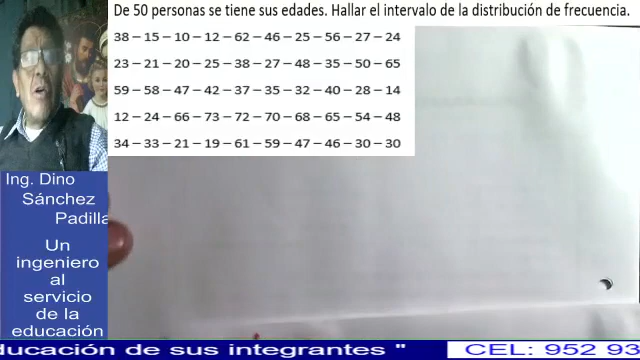 De 50 personas se tiene sus edades. Hallar el intervalo de la distribución de frecuencia.
38 – 15 – 10 – 12 – 62 – 46 – 25 – 56 – 27 – 24
23 – 21 – 20 – 25 – 38 – 27 – 48 – 35 – 50 – 65
59 – 58 – 47 – 42 – 37 – 35 – 32 – 40 – 28 – 14
12 – 24 – 66 – 73 – 72 – 70 – 68 – 65 – 54 – 48
34 – 33 – 21 – 19 – 61 – 59 – 47 – 46 – 30 – 30
Ing. Dino
Sánchez
Padilla
Un
ingeniero
al
servicio
de la
educación
ducación de sus integrantes " CEL: 952 93